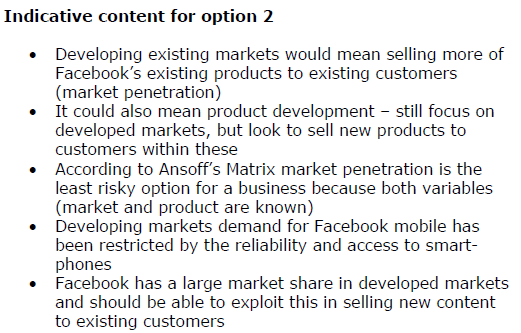 Indicative content for option 2
• Developing existing markets would mean selling more of
Facebook's existing products to existing customers
(market penetration)
• It could also mean product development – still focus on
developed markets, but look to sell new products to
customers within these
• According to Ansoff's Matrix market penetration is the
least risky option for a business because both variables
(market and product are known)
• Developing markets demand for Facebook mobile has
been restricted by the reliability and access to smart-
phones
• Facebook has a large market share in developed markets
and should be able to exploit this in selling new content
to existing customers